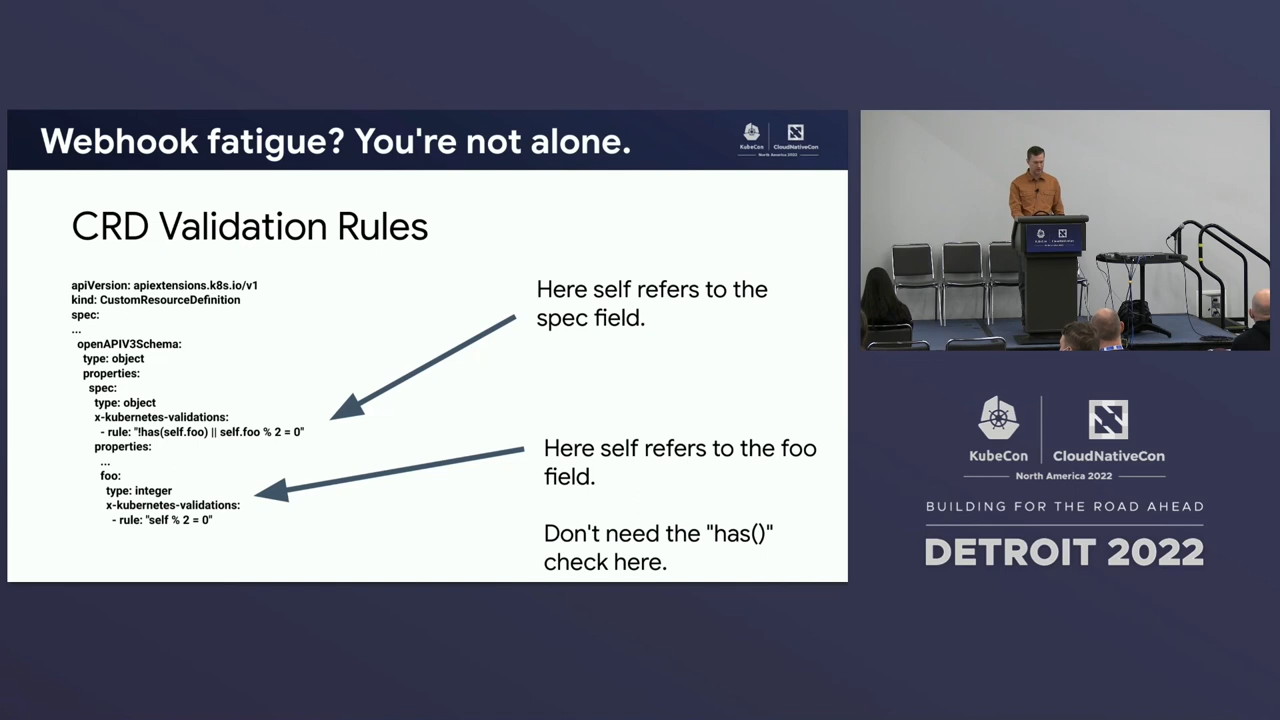 Webhook fatigue? You're not alone.
KubeCon
CloudNativeCon
North America 2022
CRD Validation Rules
apiVersion: apiextensions.k8s.io/v1
kind: CustomResourceDefinition
spec:
...
openAPIV3Schema:
type: object
properties:
spec:
type: object
x-kubernetes-validations:
- rule: "!has(self.foo) || self.foo % 2 = 0"
properties:
...
foo:
type: integer
x-kubernetes-validations:
- rule: "self % 2 = 0"
Here self refers to the
spec field.
Here self refers to the foo
field.
Don't need the "has()"
check here.
KubeCon
CloudNativeCon
North America 2022
BUILDING FOR THE ROAD AHEAD
DETROIT 2022